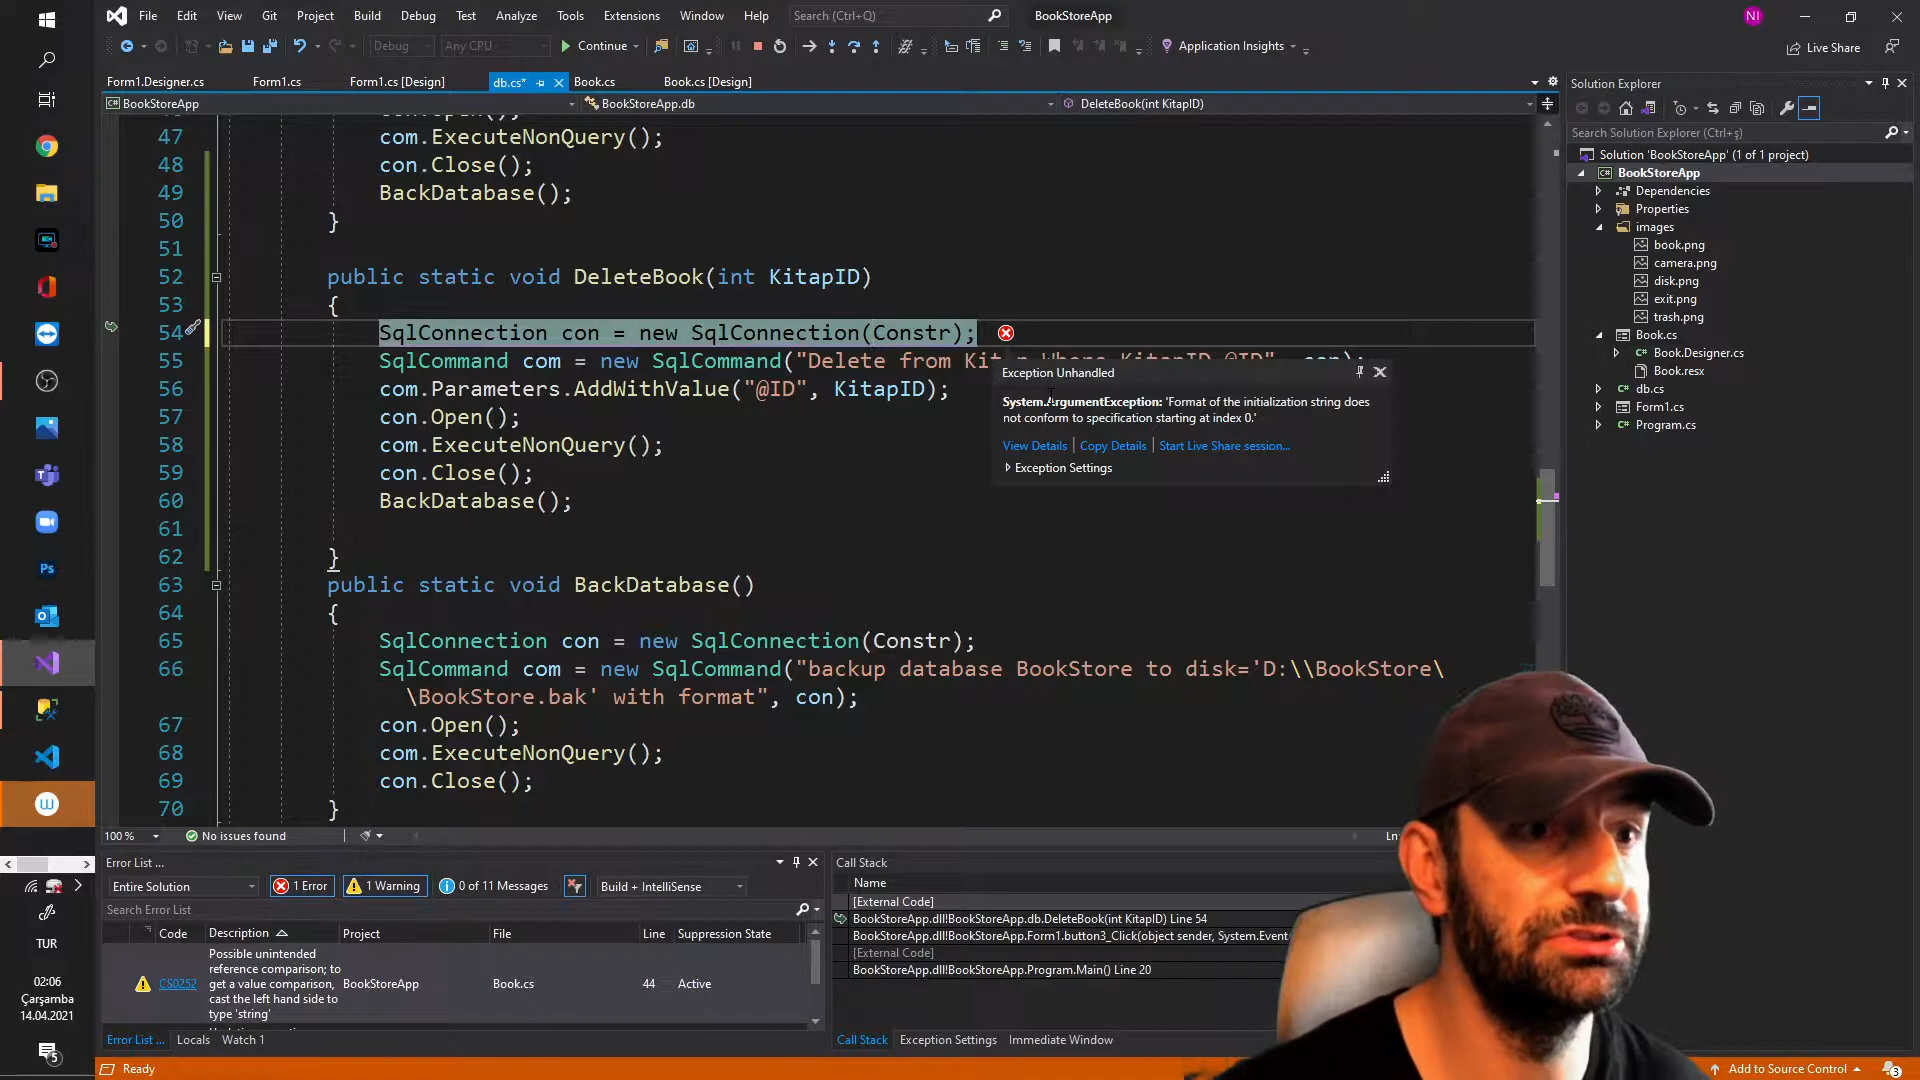 File Edit View Git Project Build Debug Test Analyze Tools Extensions Window Help Search (Ctrl+Q) BookStoreApp NI
Debug Any CPU Continue Application Insights Live Share
Form1.Designer.cs Form1.cs Form1.cs [Design] db.cs* Book.cs Book.cs [Design]
BookStoreApp BookStoreApp.db DeleteBook(int KitapID)
47 com.ExecuteNonQuery();
48 con.Close();
49 BackDatabase();
50 }
51
52 public static void DeleteBook(int KitapID)
53 {
54 SqlConnection con = new SqlConnection(Constr);
55 SqlCommand com = new SqlCommand("Delete from
56 com.Parameters.AddWithValue("@ID", KitapID);
57 con.Open();
58 com.ExecuteNonQuery();
59 con.Close();
60 BackDatabase();
61
62 }
63 public static void BackDatabase()
64 {
65 SqlConnection con = new SqlConnection(Constr);
66 SqlCommand com = new SqlCommand("backup database BookStore to disk='D:\\BookStore\
\BookStore.bak' with format", con);
67 con.Open();
68 com.ExecuteNonQuery();
69 con.Close();
70 }
Exception Unhandled
System.ArgumentException: 'Format of the initialization string does
not conform to specification starting at index 0.'
View Details | Copy Details | Start Live Share session...
Exception Settings
100 % No issues found Ln:
Solution Explorer
Search Solution Explorer (Ctrl+ş)
Solution 'BookStoreApp' (1 of 1 project)
BookStoreApp
Dependencies
Properties
images
book.png
camera.png
disk.png
exit.png
trash.png
Book.cs
Book.Designer.cs
Book.resx
db.cs
Form1.cs
Program.cs
Error List ...
Entire Solution 1 Error 1 Warning 0 of 11 Messages Build + IntelliSense
Search Error List
Code Description Project File Line Suppression State
Possible unintended
reference comparison; to
get a value comparison,
cast the left hand side to
type 'string'
CS0252 BookStoreApp Book.cs 44 Active
Error List ... Locals Watch 1
Call Stack
Name
[External Code]
BookStoreApp.dll!BookStoreApp.db.DeleteBook(int KitapID) Line 54
BookStoreApp.dll!BookStoreApp.Form1.button3_Click(object sender, System.Event
[External Code]
BookStoreApp.dll!BookStoreApp.Program.Main() Line 20
Call Stack Exception Settings Immediate Window
Ready Add to Source Control 3
Ps
TUR
02:06
Çarşamba
14.04.2021
5